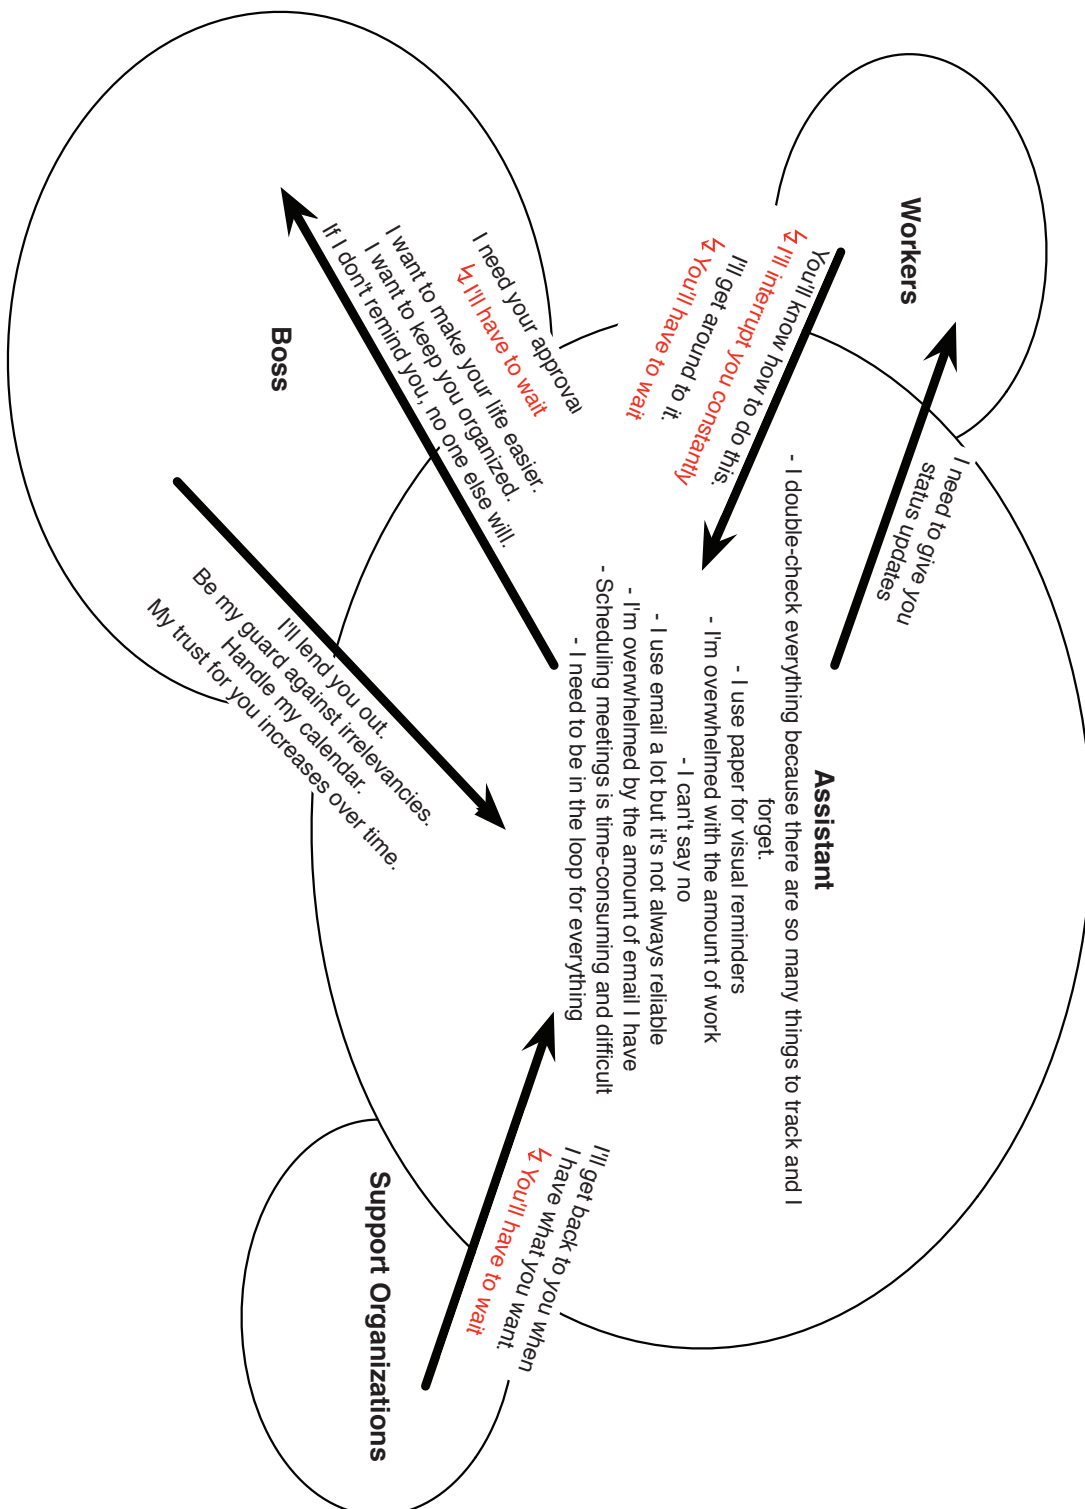 Workers
I need to give you
status updates
You'll know how to do this.
I'll interrupt you constantly
I'll get around to it.
You'll have to wait
Assistant
- I double-check everything because there are so many things to track and I
forget.
- I use paper for visual reminders
- I'm overwhelmed with the amount of work
- I can't say no
- I use email a lot but it's not always reliable
- I'm overwhelmed by the amount of email I have
- Scheduling meetings is time-consuming and difficult
- I need to be in the loop for everything
I need your approval
I'll have to wait
I want to make your life easier.
I want to keep you organized.
If I don't remind you, no one else will.
Boss
I'll lend you out.
Be my guard against irrelevancies.
Handle my calendar.
My trust for you increases over time.
I'll get back to you when
I have what you want.
You'll have to wait
Support Organizations